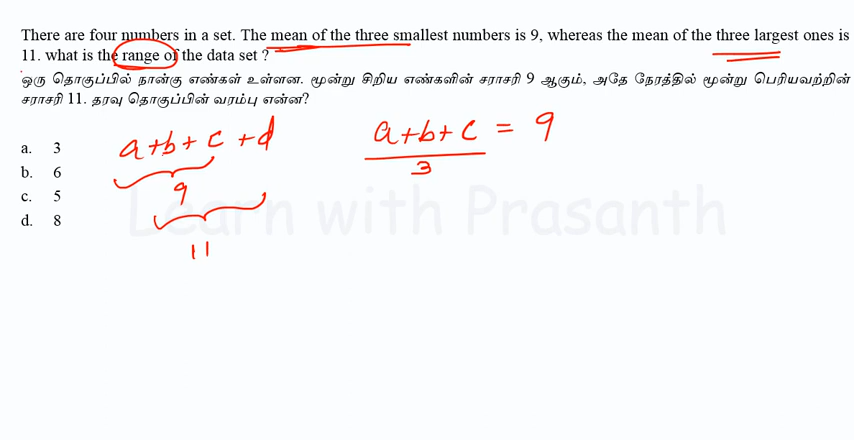 There are four numbers in a set. The mean of the three smallest numbers is 9, whereas the mean of the three largest ones is
11. what is the range of the data set ?
ஒரு தொகுப்பில் நான்கு எண்கள் உள்ளன. மூன்று சிறிய எண்களின் சராசரி 9 ஆகும், அதே நேரத்தில் மூன்று பெரியவற்றின்
சராசரி 11. தரவு தொகுப்பின் வரம்பு என்ன?
a. 3
b. 6
c. 5
d. 8
a+b+c+d
9
11
a+b+c = 9
3
Learn with Prasanth